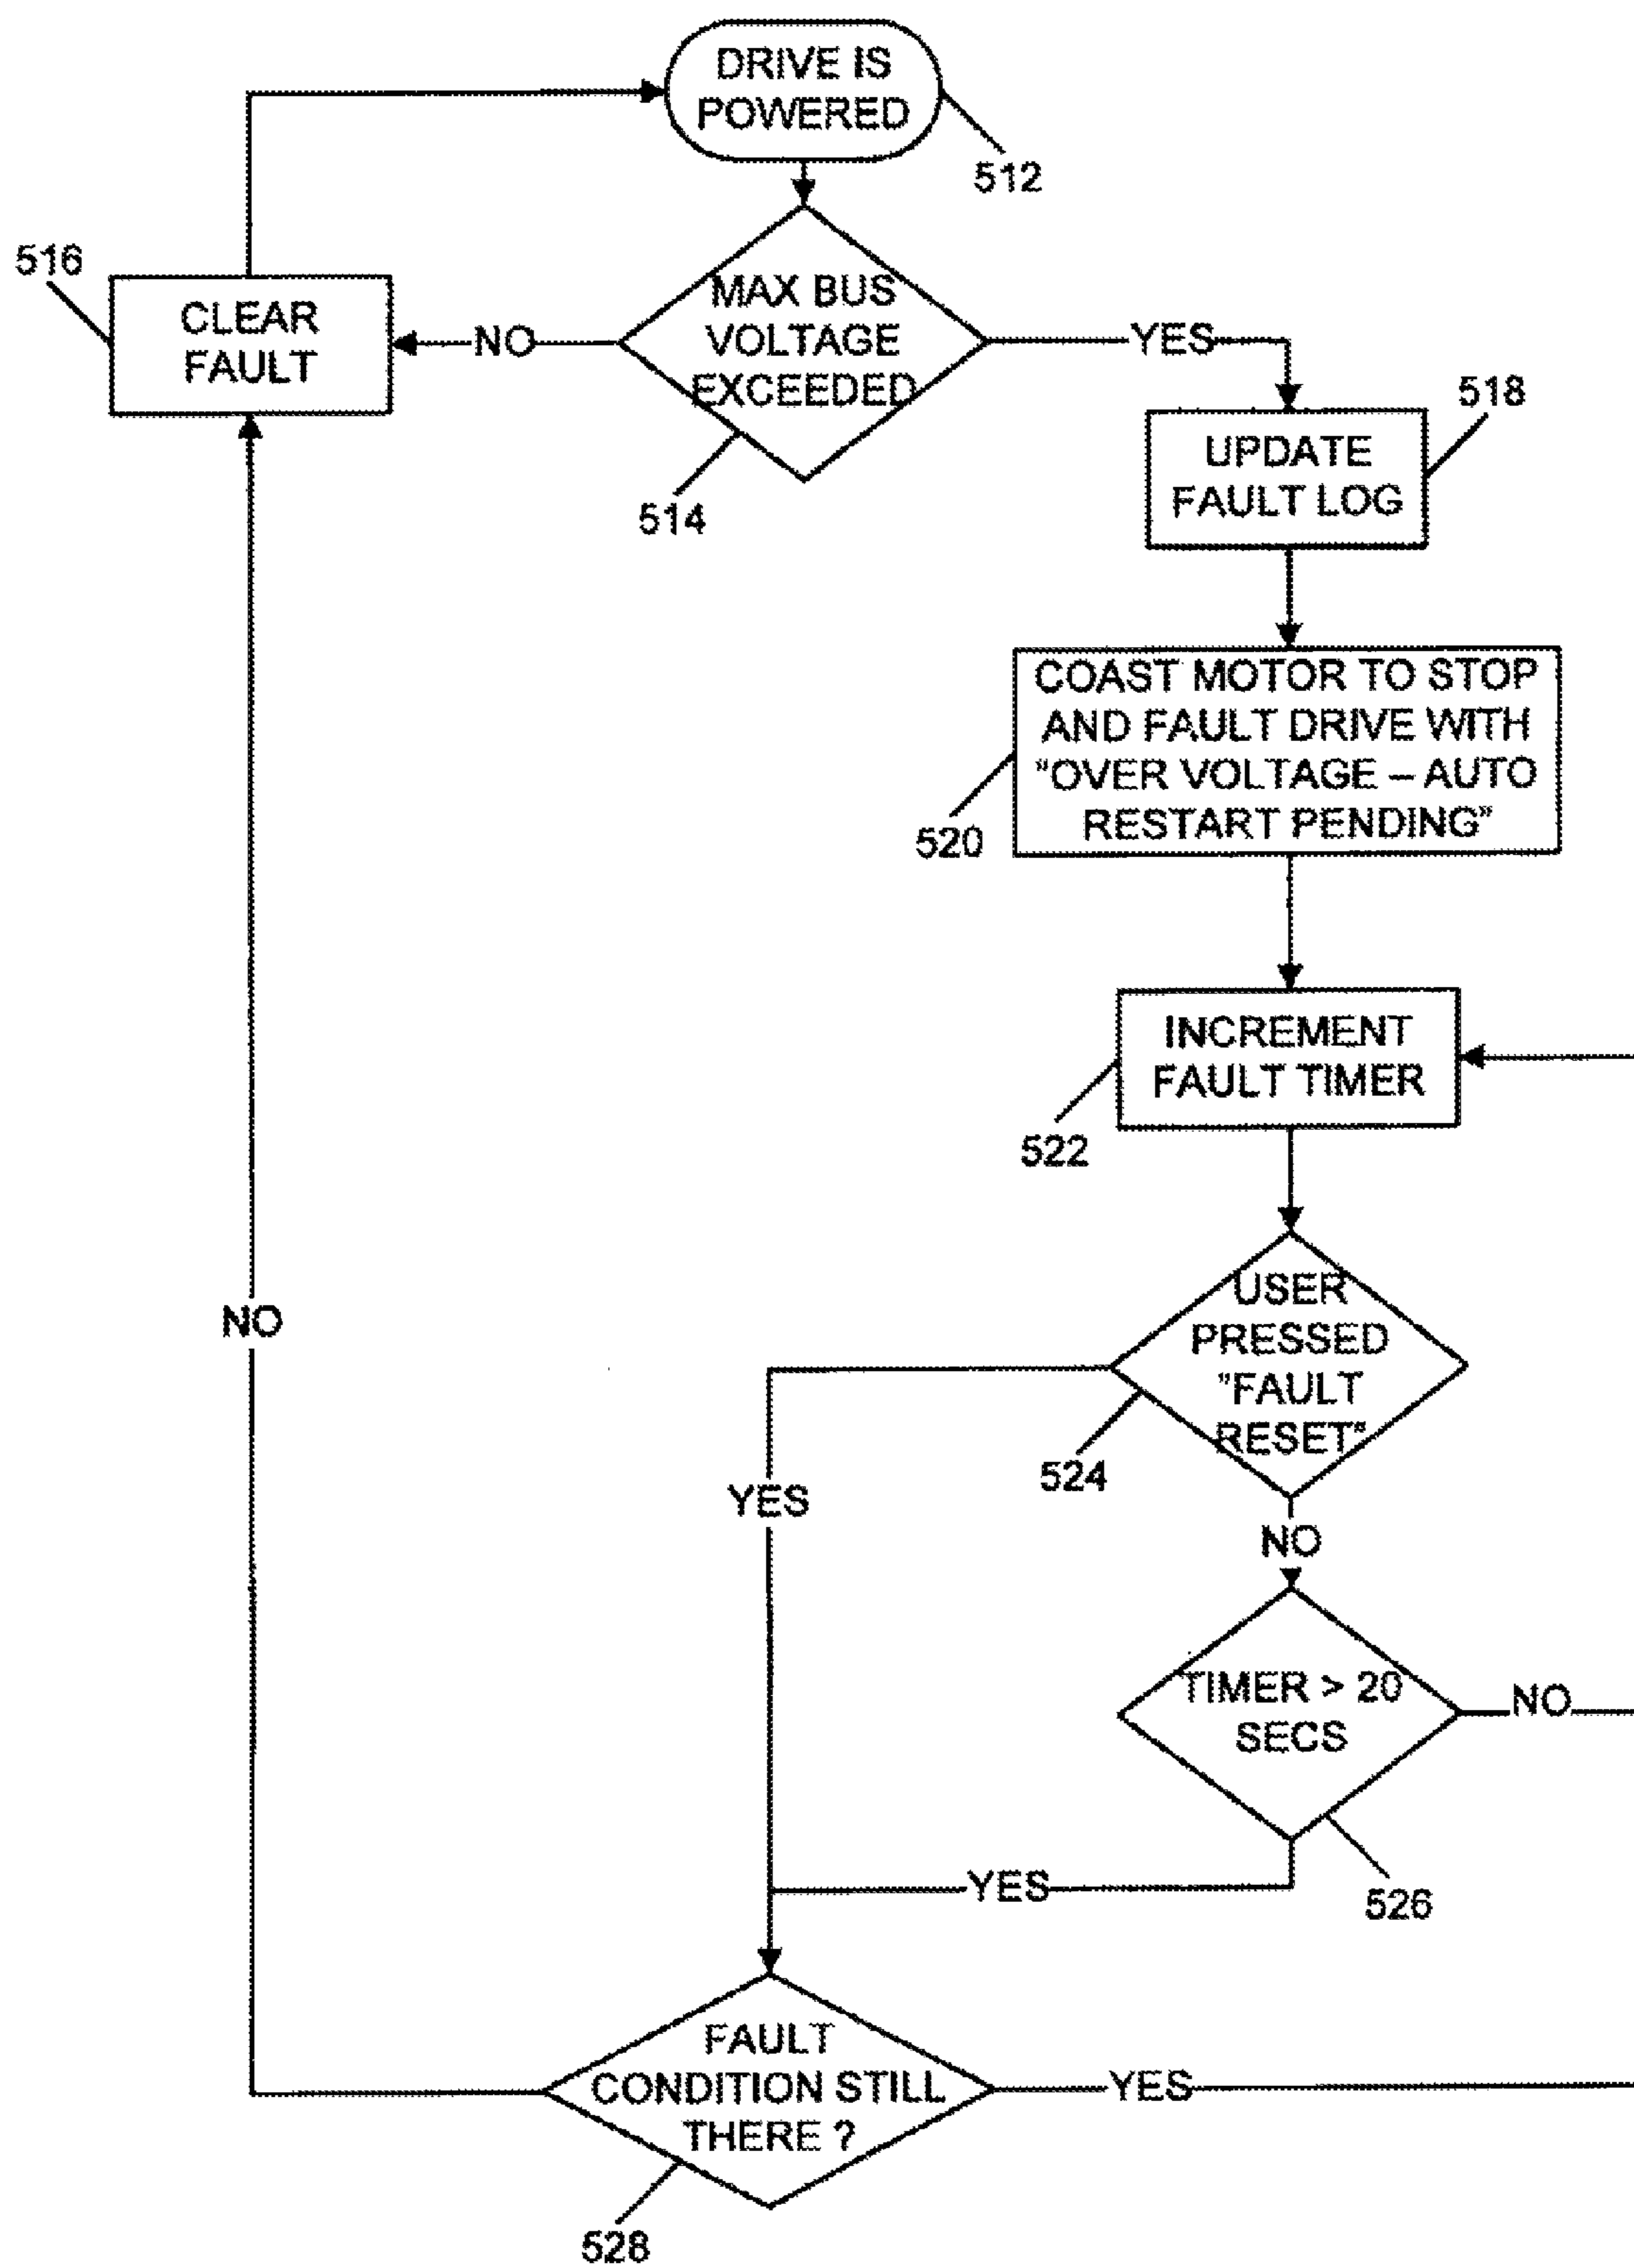 DRIVE IS
POWERED
512
516
CLEAR
FAULT
NO
MAX BUS
VOLTAGE
EXCEEDED
YES
514
518
UPDATE
FAULT LOG
COAST MOTOR TO STOP
AND FAULT DRIVE WITH
"OVER VOLTAGE – AUTO
RESTART PENDING"
520
INCREMENT
FAULT TIMER
522
NO
USER
PRESSED
"FAULT
RESET"
524
YES
NO
TIMER > 20
SECS
NO
YES
526
FAULT
CONDITION STILL
THERE ?
YES
528